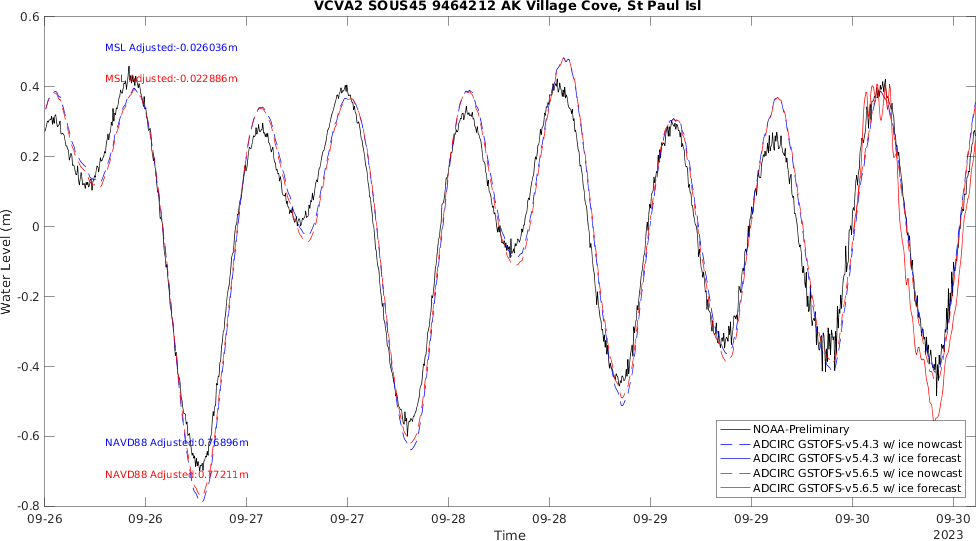 VCVA2 SOUS45 9464212 AK Village Cove, St Paul Isl
0.6
0.4
0.2
0
-0.2
-0.4
-0.6
-0.8
Water Level (m)
MSL Adjusted:-0.026036m
MSL Adjusted:-0.022886m
NAVD88 Adjusted:0.76896m
NAVD88 Adjusted:0.77211m
NOAA-Preliminary
ADCIRC GSTOFS-v5.4.3 w/ ice nowcast
ADCIRC GSTOFS-v5.4.3 w/ ice forecast
ADCIRC GSTOFS-v5.6.5 w/ ice nowcast
ADCIRC GSTOFS-v5.6.5 w/ ice forecast
09-26 09-26 09-27 09-27 09-28 09-28 09-29 09-29 09-30 09-30
2023
Time